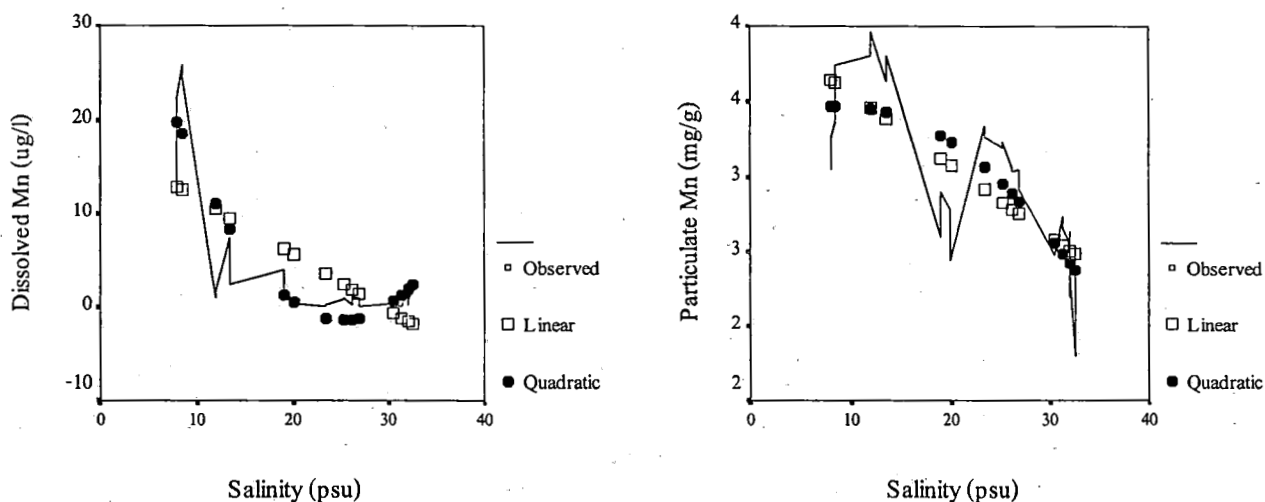 Dissolved Mn (ug/l)
30
20
10
0
-10
0
10
20
30
40
Salinity (psu)
Observed
Linear
Quadratic
Particulate Mn (mg/g)
4
4
3
3
2
2
0
10
20
30
40
Salinity (psu)
Observed
Linear
Quadratic